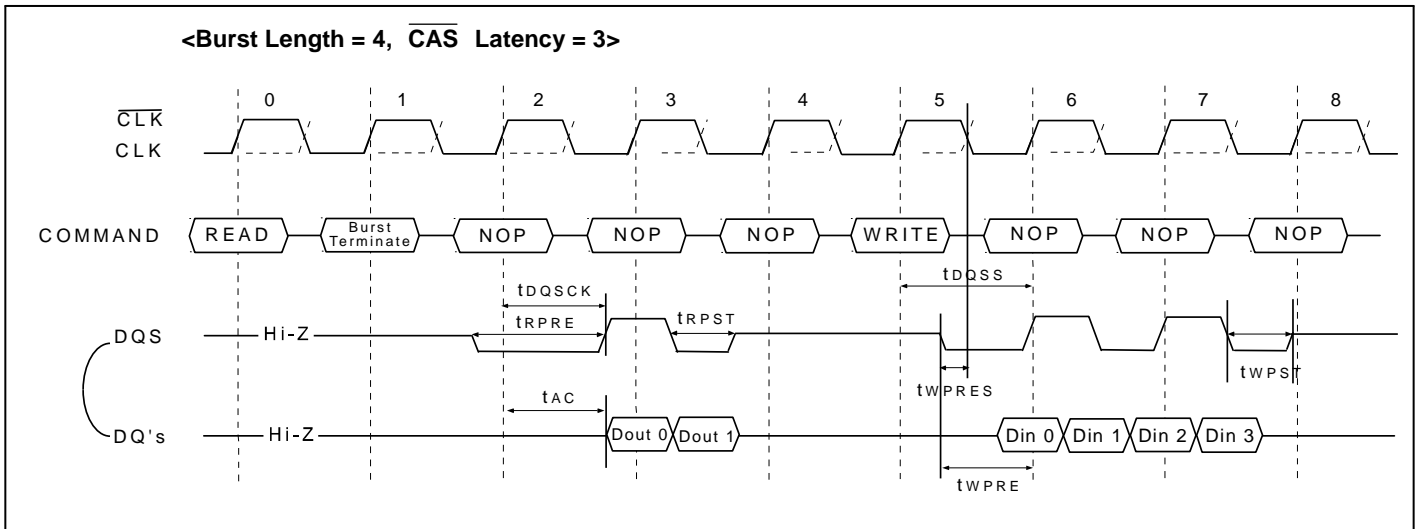 <Burst Length = 4, CAS Latency = 3>
0 1 2 3 4 5 6 7 8
CLK
CLK
COMMAND READ Burst Terminate NOP NOP NOP WRITE NOP NOP NOP
tDQSS
tDQSCK
tRPRE tRPST
DQS Hi-Z
tWPRES tWPST
tAC
DQ's Hi-Z Dout 0 Dout 1 Din 0 Din 1 Din 2 Din 3
tWPRE